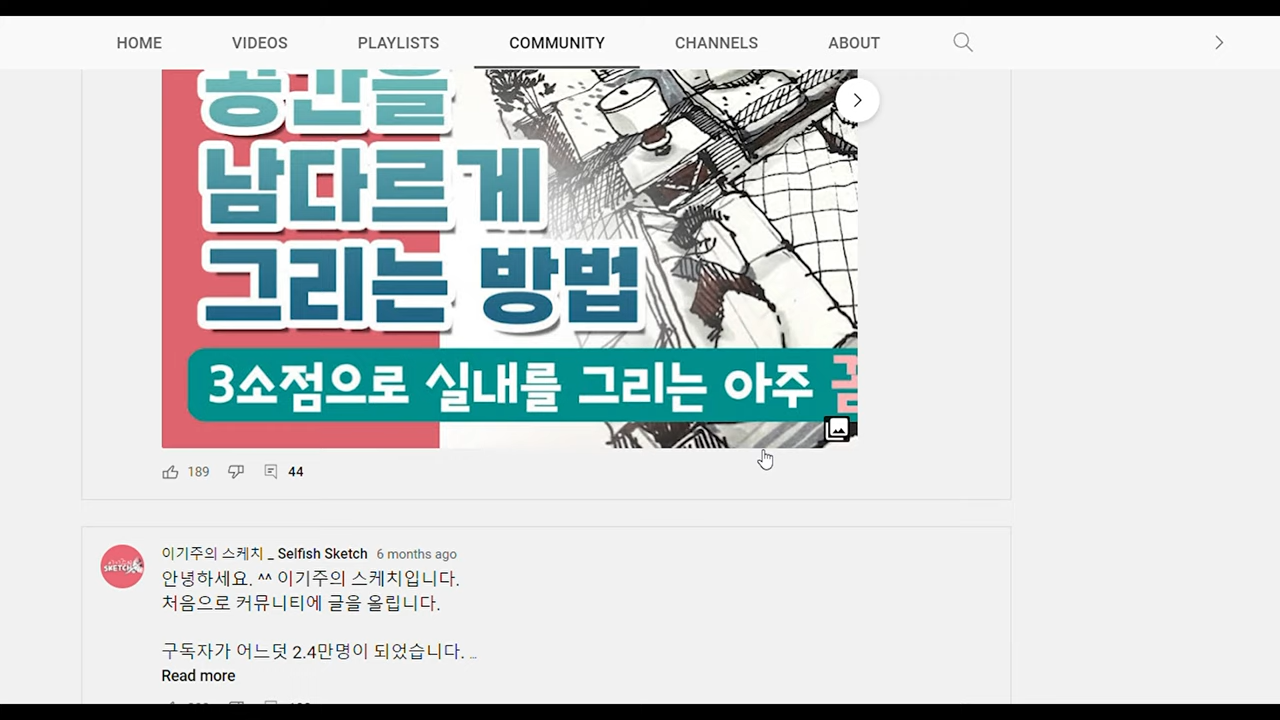 HOME VIDEOS PLAYLISTS COMMUNITY CHANNELS ABOUT
공간을
남다르게
그리는 방법
3소점으로 실내를 그리는 아주
189 44
이기주의 스케치 _ Selfish Sketch 6 months ago
안녕하세요. ^^ 이기주의 스케치입니다.
처음으로 커뮤니티에 글을 올립니다.
구독자가 어느덧 2.4만명이 되었습니다. ...
Read more